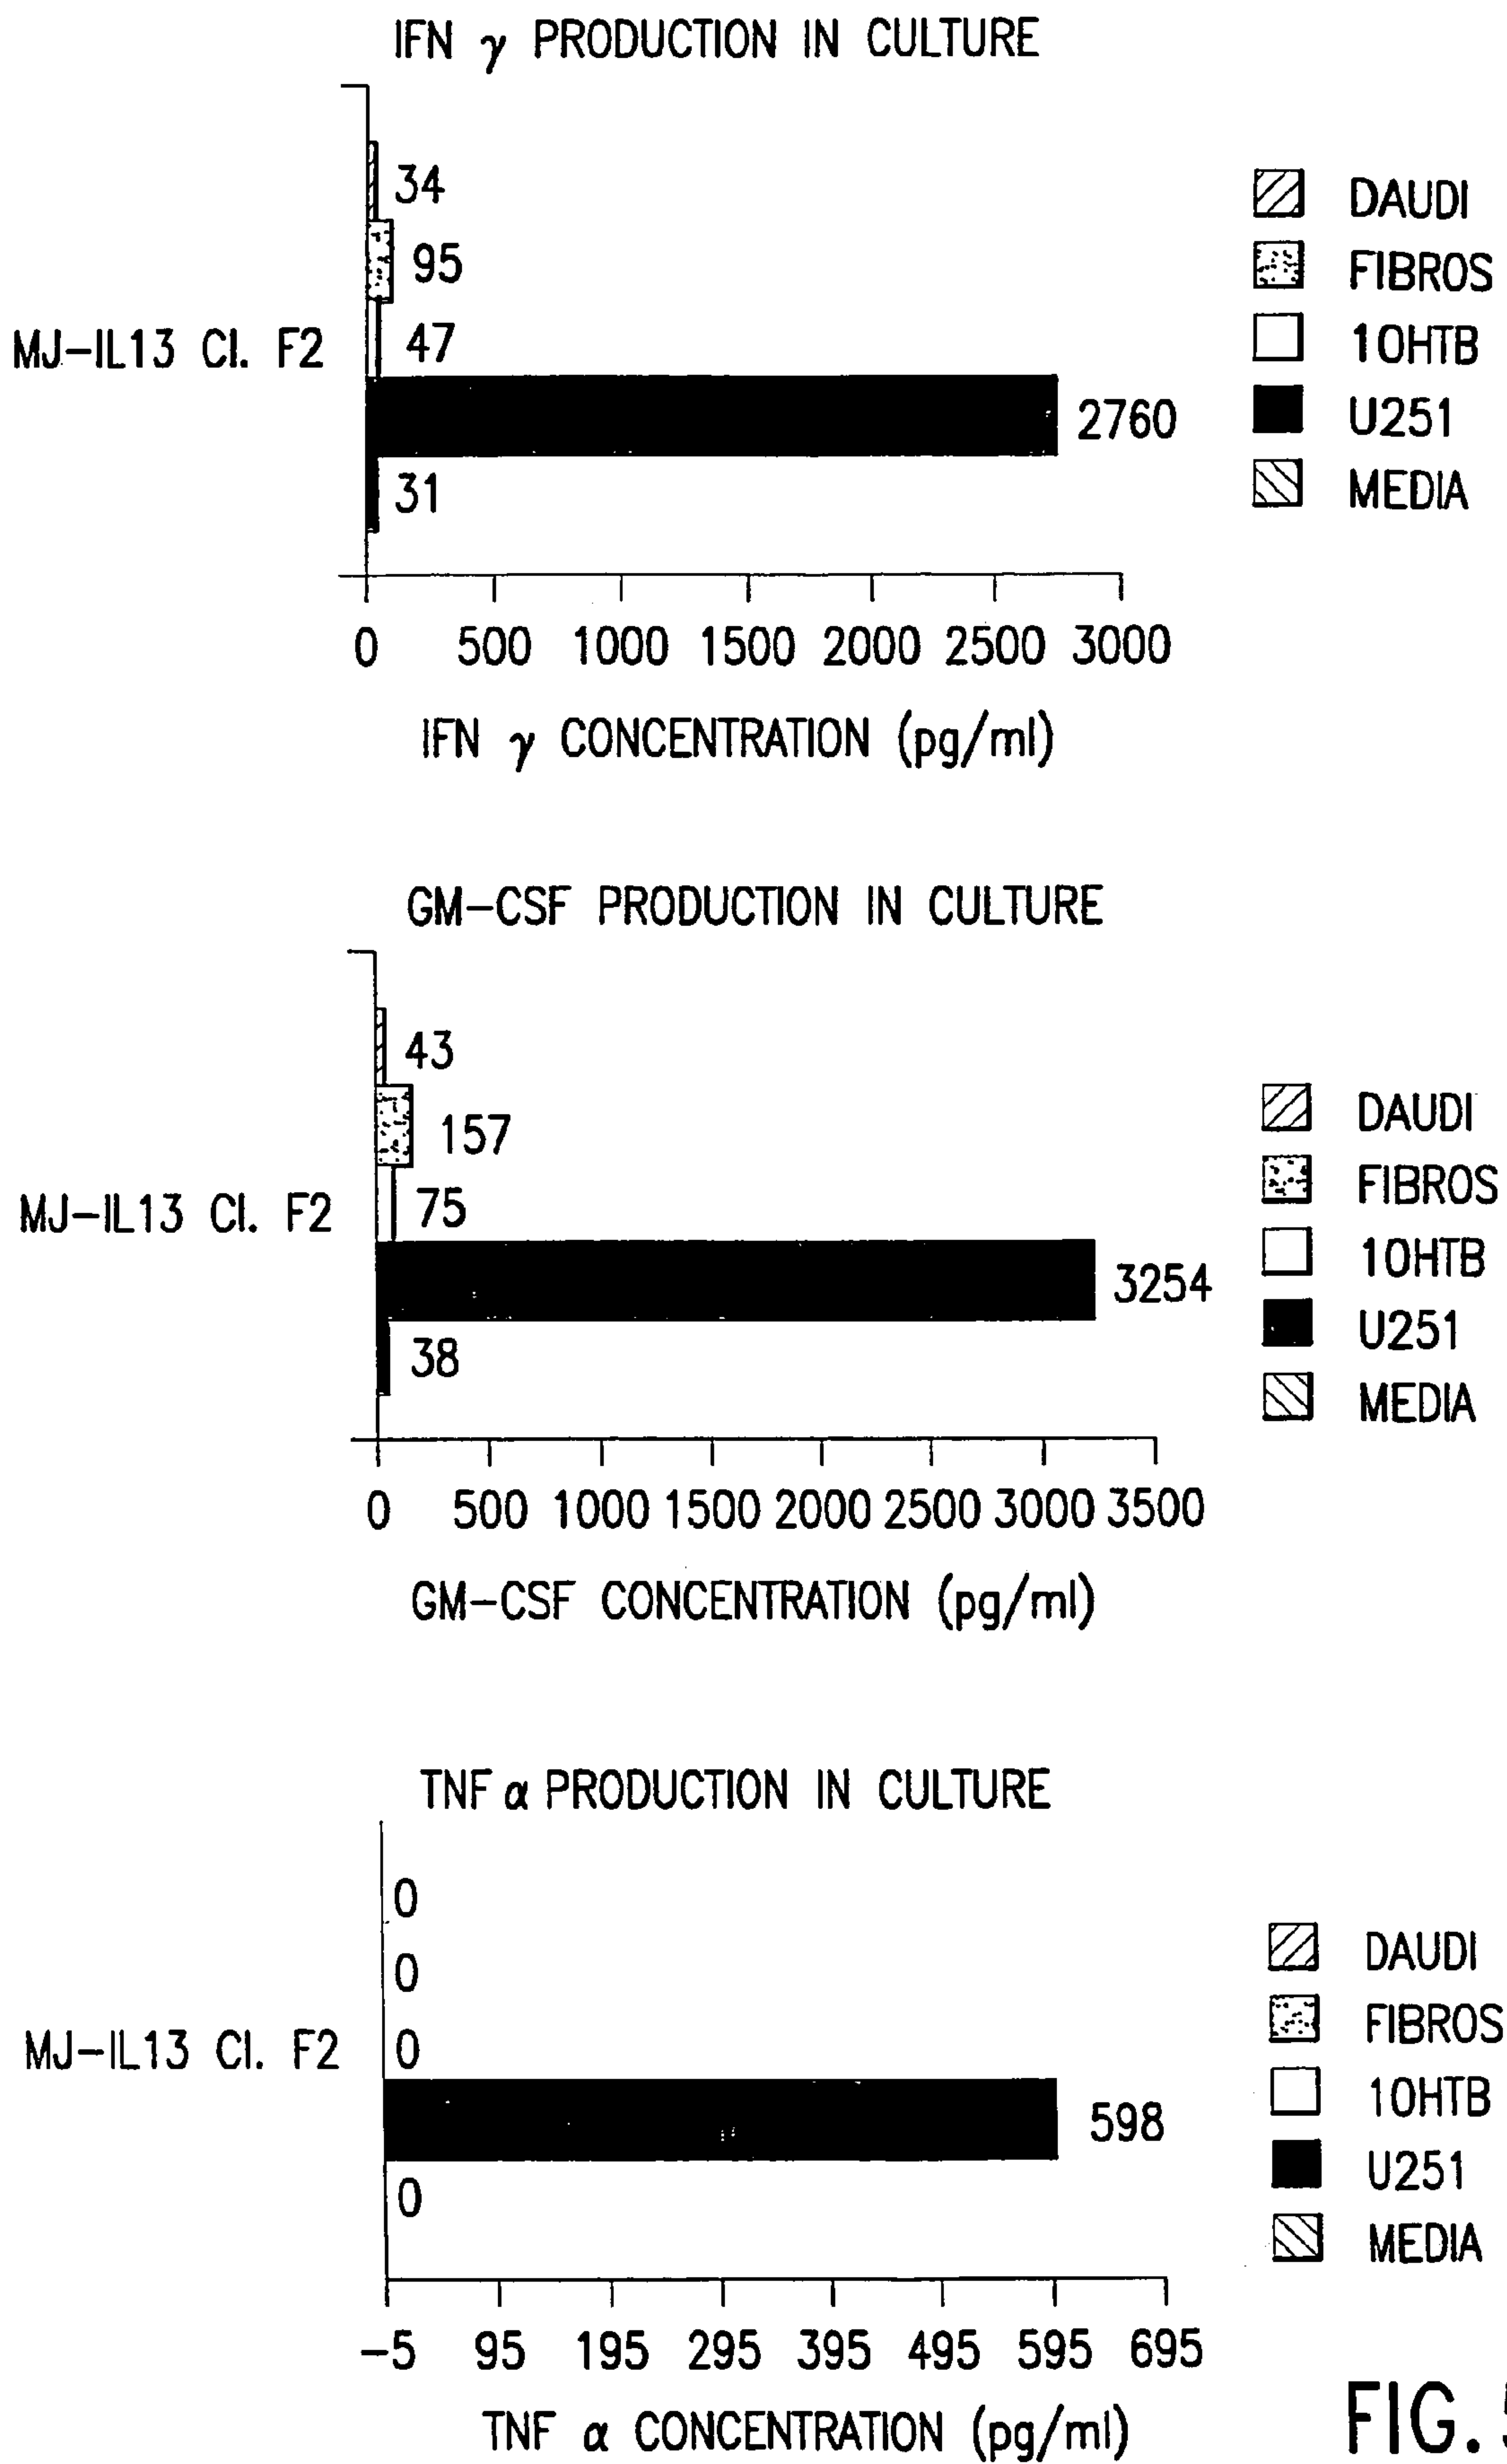 IFN γ PRODUCTION IN CULTURE
34
95
MJ-IL13 Cl. F2
47
2760
31
DAUDI
FIBROS
10HTB
U251
MEDIA
0 500 1000 1500 2000 2500 3000
IFN γ CONCENTRATION (pg/ml)
GM-CSF PRODUCTION IN CULTURE
43
157
MJ-IL13 Cl. F2
75
3254
38
DAUDI
FIBROS
10HTB
U251
MEDIA
0 500 1000 1500 2000 2500 3000 3500
GM-CSF CONCENTRATION (pg/ml)
TNF α PRODUCTION IN CULTURE
0
0
MJ-IL13 Cl. F2
0
598
0
DAUDI
FIBROS
10HTB
U251
MEDIA
-5 95 195 295 395 495 595 695
TNF α CONCENTRATION (pg/ml)
FIG.